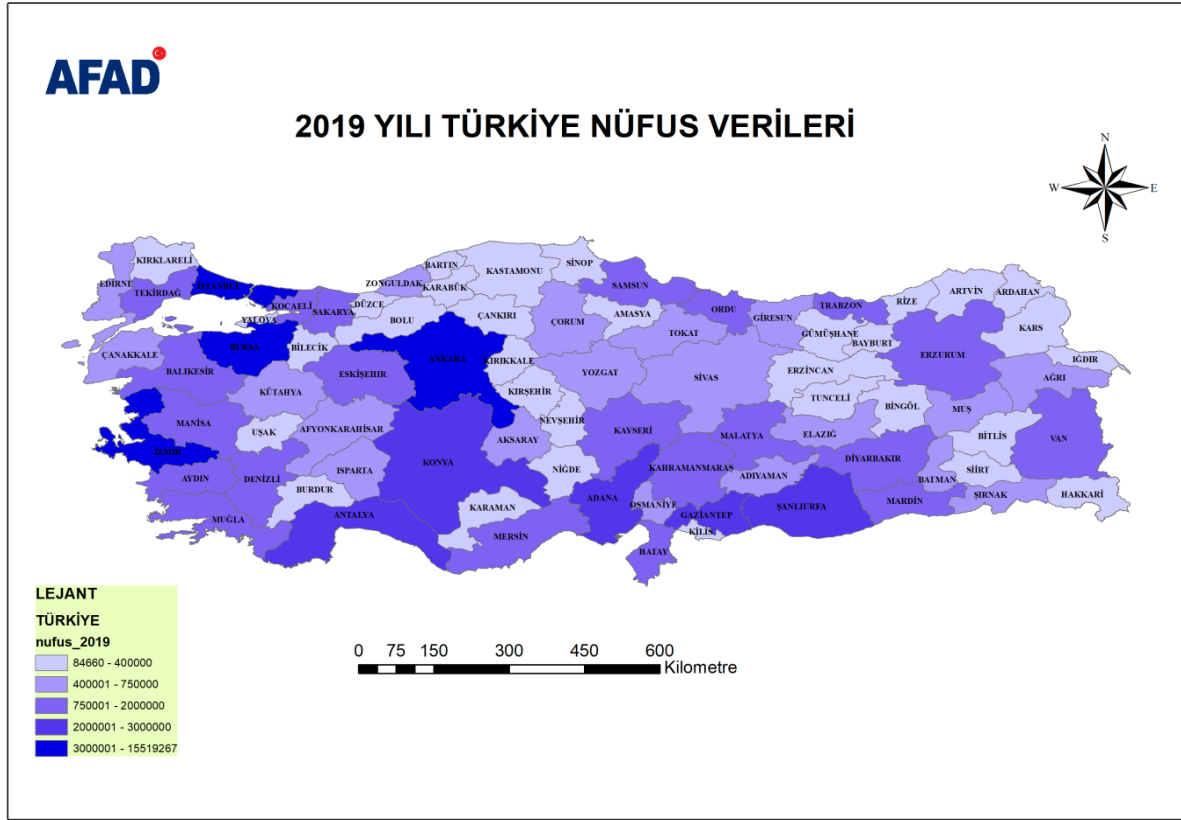 AFAD
2019 YILI TÜRKİYE NÜFUS VERİLERİ
N
W
E
S
KIRKLARELİ
EDİRNE
TEKİRDAĞ
İSTANBUL
KOCAELİ
YALOVA
SAKARYA
DÜZCE
ZONGULDAK
BARTIN
KARABÜK
KASTAMONU
SİNOP
SAMSUN
BOLU
ÇANKIRI
ÇORUM
AMASYA
ORDU
GİRESUN
TRABZON
RİZE
ARTVİN
ARDAHAN
KARS
IĞDIR
TOKAT
GÜMÜŞHANE
BAYBURT
ERZURUM
AĞRI
ÇANAKKALE
BALIKESİR
BURSA
BİLECİK
ESKİŞEHIR
ANKARA
KIRIKKALE
KIRŞEHİR
YOZGAT
SİVAS
ERZİNCAN
TUNCELİ
BİNGÖL
MUŞ
KÜTAHYA
MANİSA
UŞAK
AFYONKARAHİSAR
NEVŞEHİR
KAYSERİ
MALATYA
ELAZIĞ
BİTLİS
VAN
İZMİR
AYDIN
DENİZLİ
ISPARTA
KONYA
AKSARAY
NİĞDE
KAHRAMANMARAŞ
ADIYAMAN
DİYARBAKIR
BATMAN
SİİRT
ŞIRNAK
HAKKARİ
BURDUR
MUĞLA
ANTALYA
KARAMAN
MERSİN
ADANA
OSMANİYE
GAZİANTEP
KİLİS
HATAY
ŞANLIURFA
MARDİN
LEJANT
TÜRKİYE
nufus_2019
84660 - 400000
400001 - 750000
750001 - 2000000
2000001 - 3000000
3000001 - 15519267
0 75 150 300 450 600
Kilometre